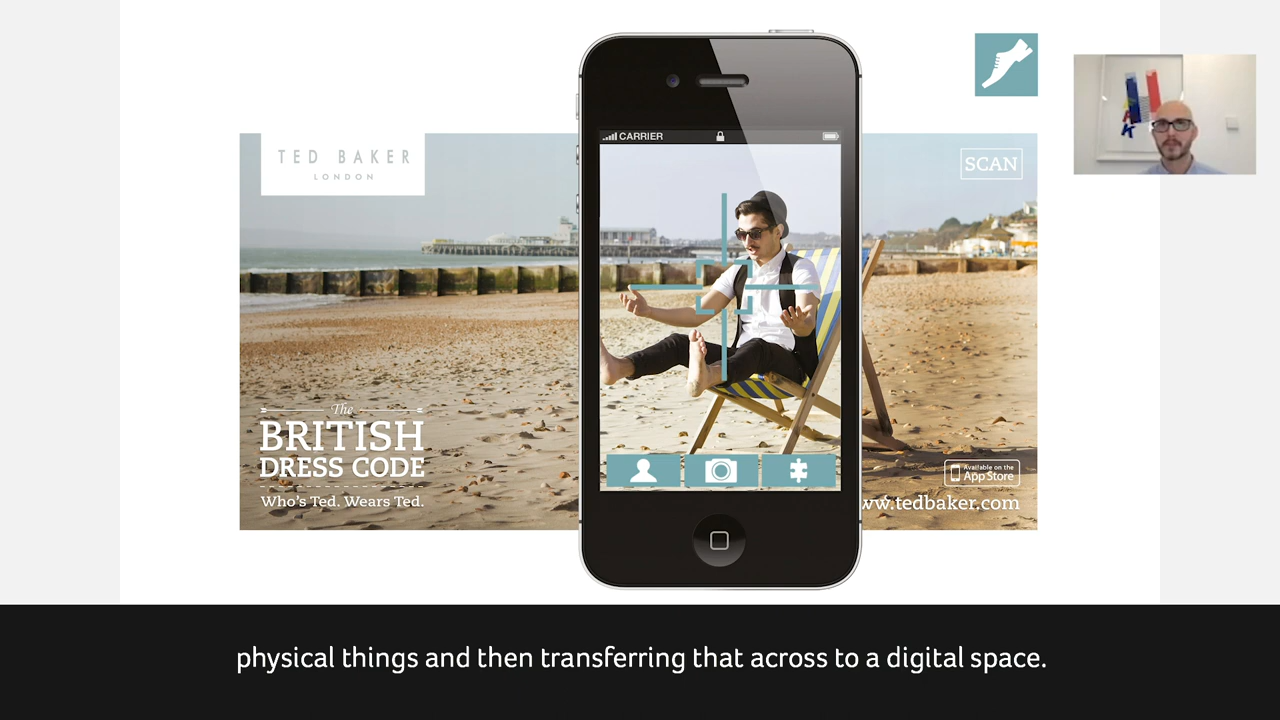 CARRIER
TED BAKER
LONDON
SCAN
The
BRITISH
DRESS CODE
Who's Ted. Wears Ted.
Available on the
App Store
www.tedbaker.com
physical things and then transferring that across to a digital space.